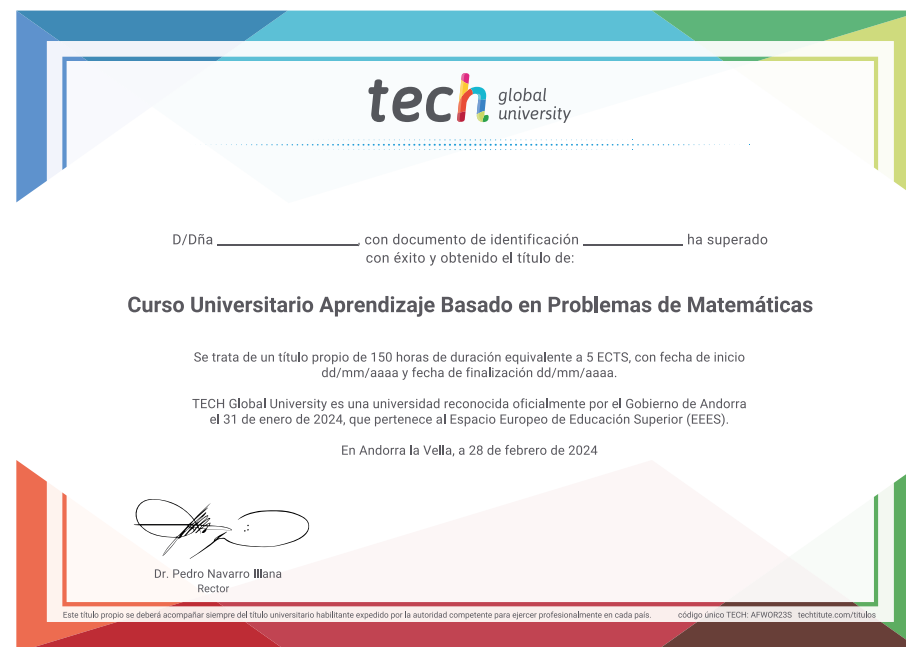 tech global university
D/Dña ____________________, con documento de identificación ______________ ha superado
con éxito y obtenido el título de:
Curso Universitario Aprendizaje Basado en Problemas de Matemáticas
Se trata de un título propio de 150 horas de duración equivalente a 5 ECTS, con fecha de inicio
dd/mm/aaaa y fecha de finalización dd/mm/aaaa.
TECH Global University es una universidad reconocida oficialmente por el Gobierno de Andorra
el 31 de enero de 2024, que pertenece al Espacio Europeo de Educación Superior (EEES).
En Andorra la Vella, a 28 de febrero de 2024
Dr. Pedro Navarro Illana
Rector
Este título propio se deberá acompañar siempre del título universitario habilitante expedido por la autoridad competente para ejercer profesionalmente en cada país. código único TECH: AFWOR23S techtitute.com/titulos